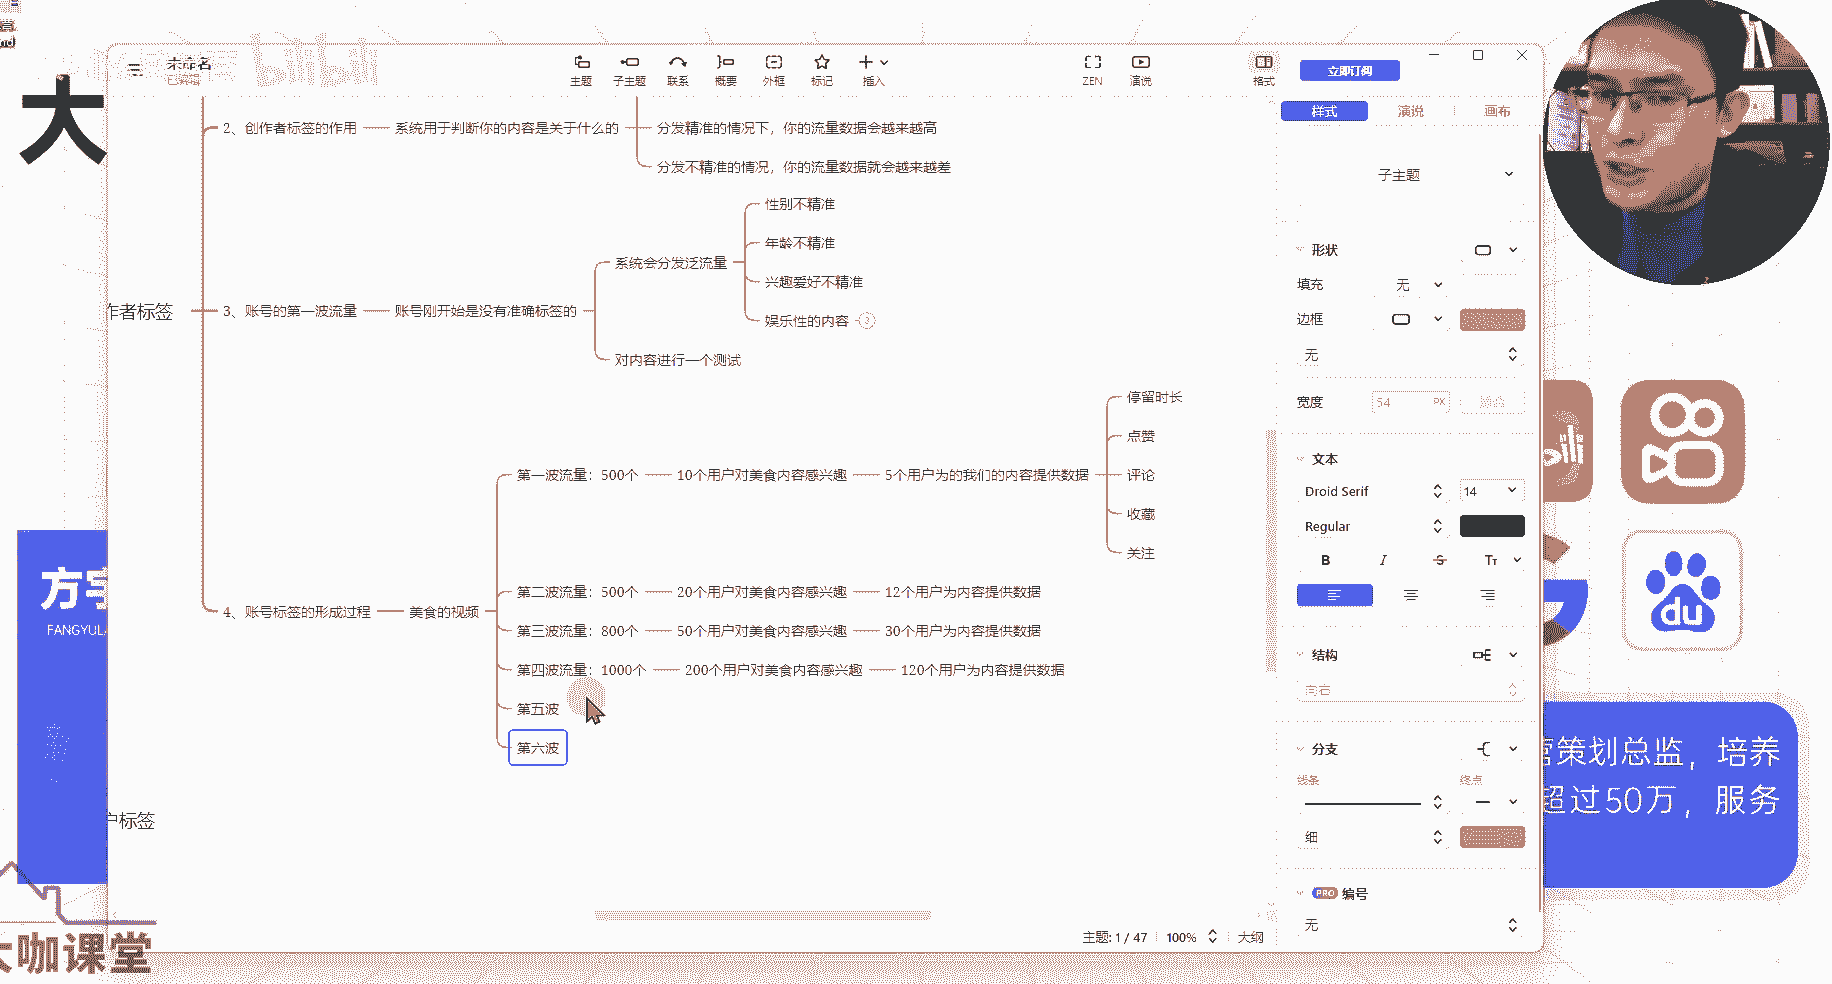 未命名
已编辑
bilibili
主题
子主题
联系
概要
外框
标记
插入
ZEN
演说
格式
立即订阅
样式
演说
画布
大
2、创作者标签的作用
系统用于判断你的内容是关于什么的
分发精准的情况下，你的流量数据会越来越高
分发不精准的情况，你的流量数据就会越来越差
作者标签
3、账号的第一波流量
账号刚开始是没有准确标签的
系统会分发泛流量
性别不精准
年龄不精准
兴趣爱好不精准
娱乐性的内容
对内容进行一个测试
4、账号标签的形成过程
美食的视频
第一波流量：500个
10个用户对美食内容感兴趣
5个用户为的我们的内容提供数据
停留时长
点赞
评论
收藏
关注
第二波流量：500个
20个用户对美食内容感兴趣
12个用户为内容提供数据
第三波流量：800个
50个用户对美食内容感兴趣
30个用户为内容提供数据
第四波流量：1000个
200个用户对美食内容感兴趣
120个用户为内容提供数据
第五波
第六波
户标签
子主题
形状
填充
无
边框
无
宽度
54
PX
文本
Droid Serif
14
Regular
B
I
S
Tт
结构
向右
分支
线条
终点
细
PRO 编号
无
主题: 1 / 47
100%
大纲
方宇
FANGYUL
bili
du
营策划总监，培养
超过50万，服务
大咖课堂